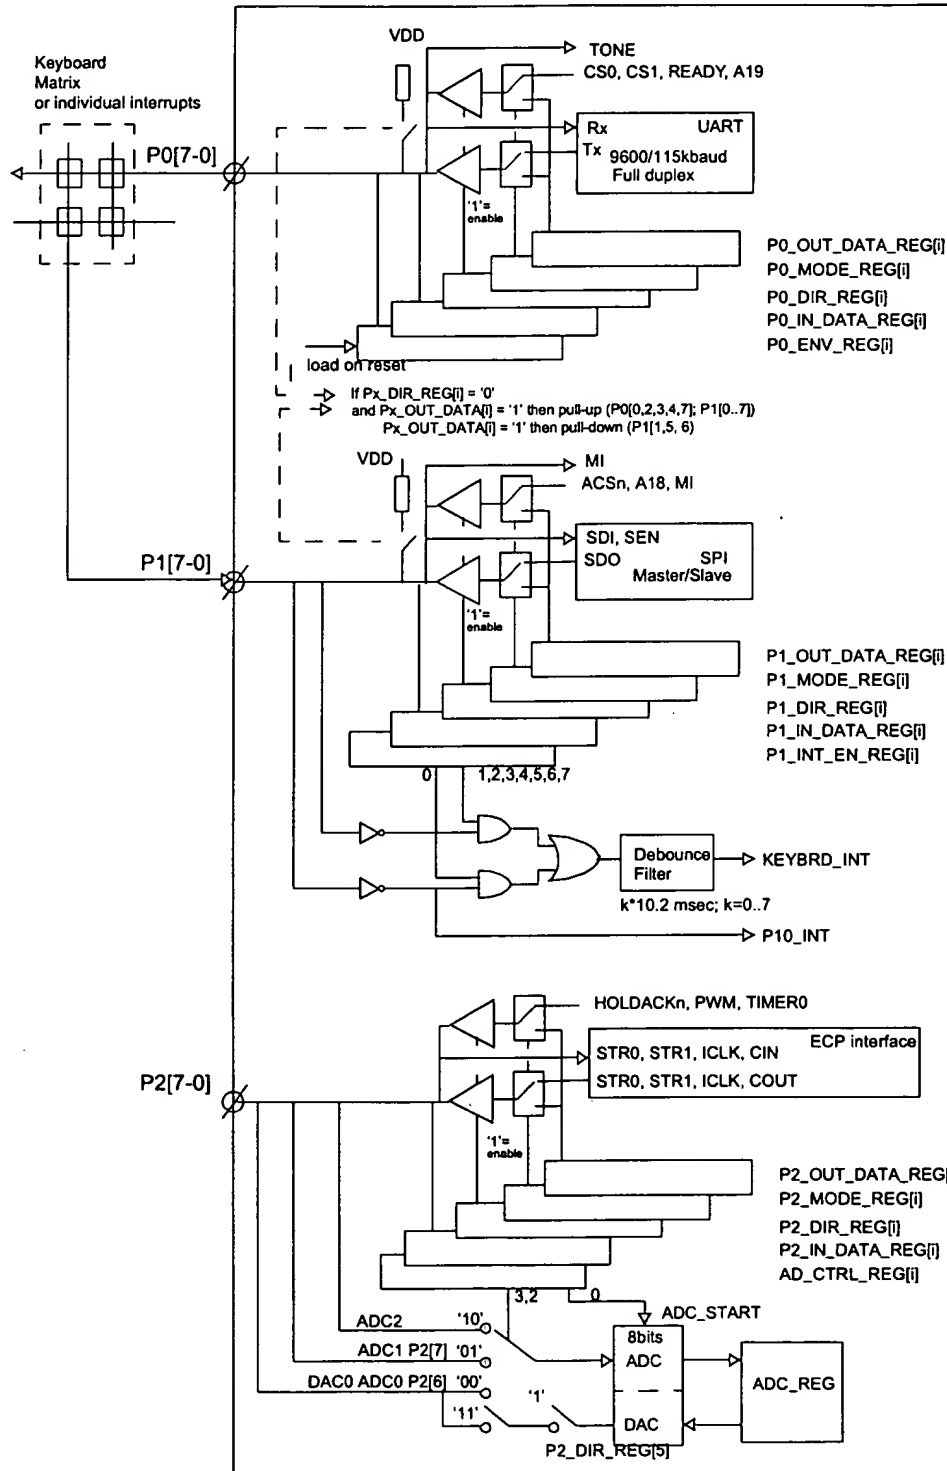 VDD
TONE
CS0, CS1, READY, A19
Keyboard
Matrix
or individual interrupts
P0[7-0]
Rx UART
Tx 9600/115kbaud
Full duplex
'1'=
enable
P0_OUT_DATA_REG[i]
P0_MODE_REG[i]
P0_DIR_REG[i]
P0_IN_DATA_REG[i]
P0_ENV_REG[i]
load on reset
If Px_DIR_REG[i] = '0'
and Px_OUT_DATA[i] = '1' then pull-up (P0[0,2,3,4,7]; P1[0..7])
Px_OUT_DATA[i] = '1' then pull-down (P1[1,5, 6)
VDD
MI
ACSn, A18, MI
P1[7-0]
SDI, SEN
SDO SPI
Master/Slave
'1'=
enable
P1_OUT_DATA_REG[i]
P1_MODE_REG[i]
P1_DIR_REG[i]
P1_IN_DATA_REG[i]
P1_INT_EN_REG[i]
0 1,2,3,4,5,6,7
Debounce
Filter
KEYBRD_INT
k*10.2 msec; k=0..7
P10_INT
HOLDACKn, PWM, TIMER0
ECP interface
STR0, STR1, ICLK, CIN
STR0, STR1, ICLK, COUT
P2[7-0]
'1'=
enable
P2_OUT_DATA_REG[
P2_MODE_REG[i]
P2_DIR_REG[i]
P2_IN_DATA_REG[i]
AD_CTRL_REG[i]
3,2 0
ADC_START
ADC2 '10'
8bits
ADC
ADC1 P2[7] '01'
DAC0 ADC0 P2[6] '00'
ADC_REG
'11' '1'
DAC
P2_DIR_REG[5]